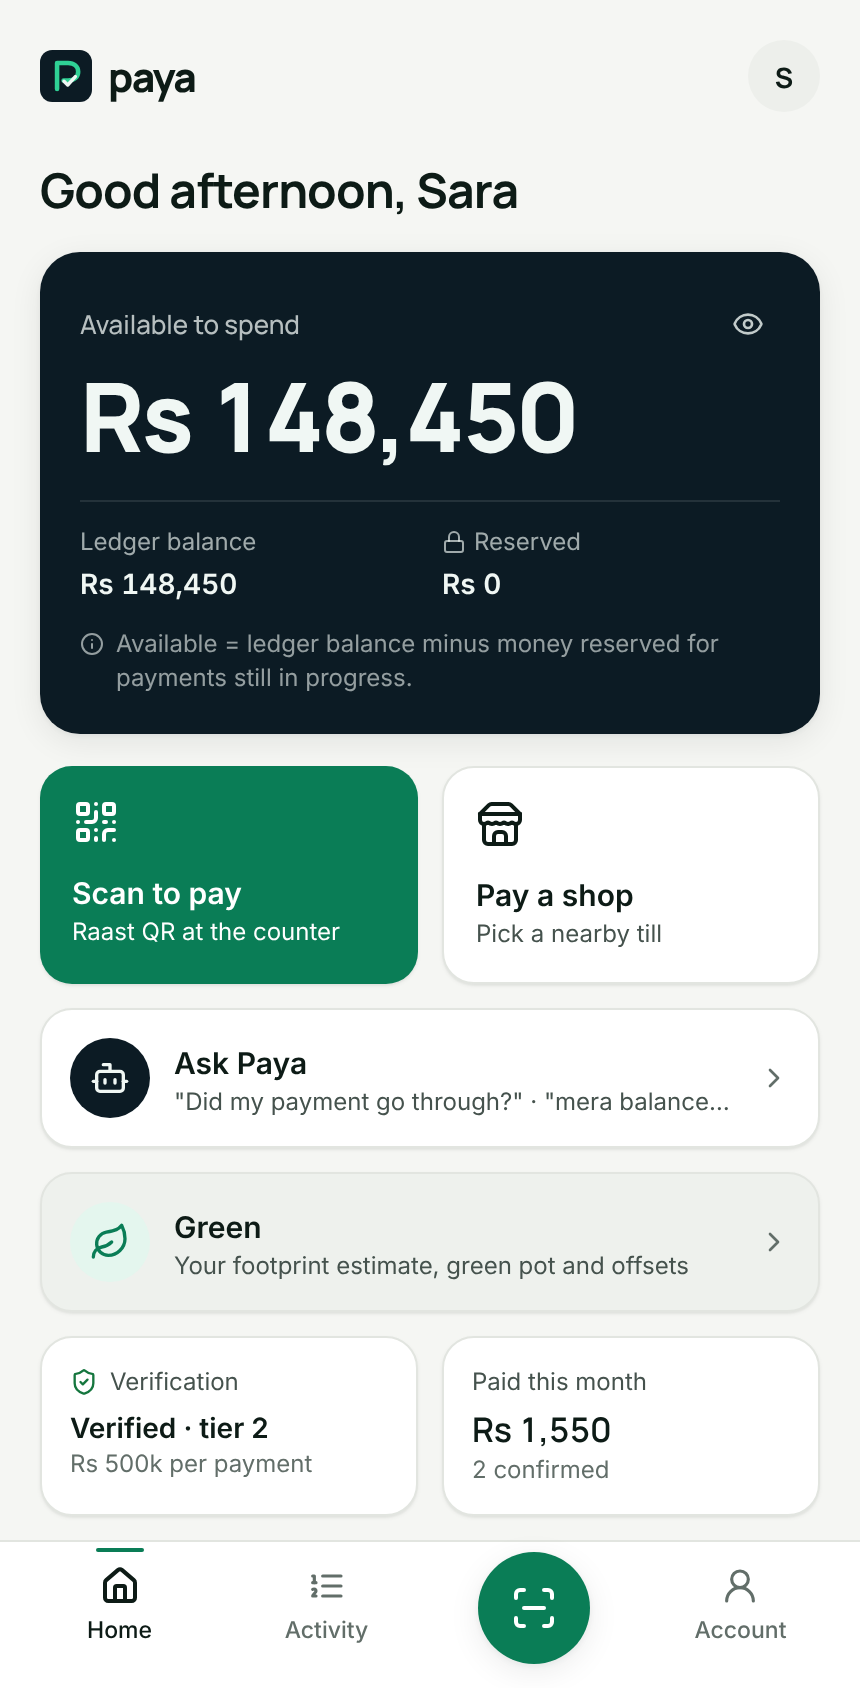 paya
S
Good afternoon, Sara
Available to spend
Rs 148,450
Ledger balance
Reserved
Rs 148,450
Rs 0
Available = ledger balance minus money reserved for
payments still in progress.
Scan to pay
Raast QR at the counter
Pay a shop
Pick a nearby till
Ask Paya
"Did my payment go through?" · "mera balance...
Green
Your footprint estimate, green pot and offsets
Verification
Verified · tier 2
Rs 500k per payment
Paid this month
Rs 1,550
2 confirmed
Home
Activity
Account